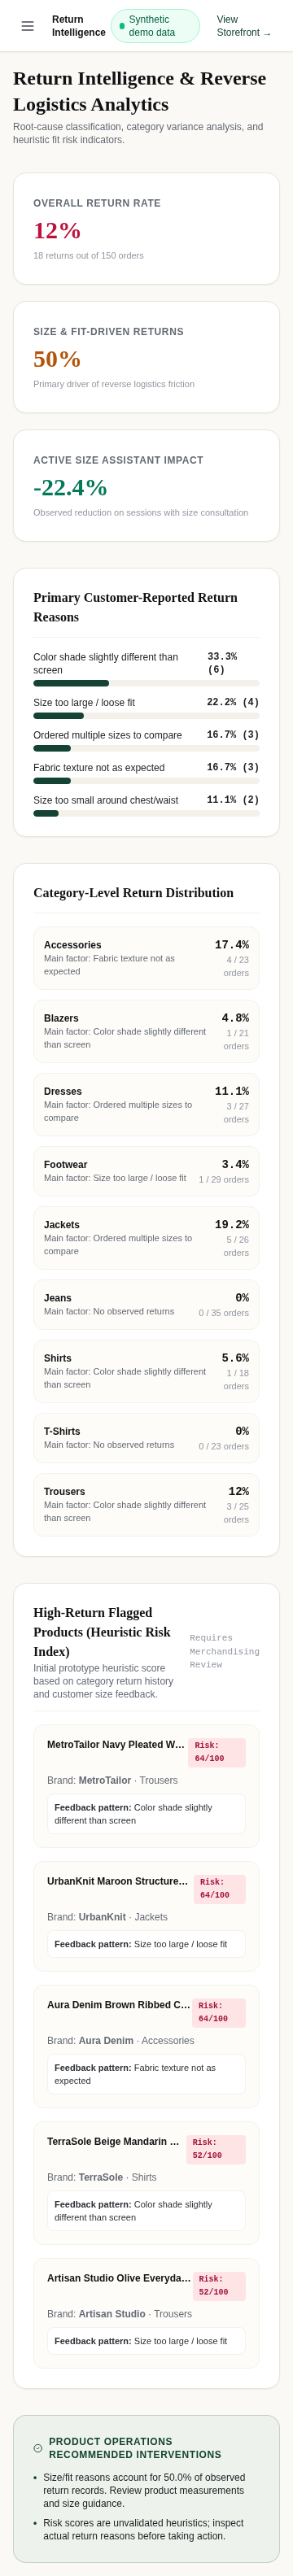 Return
Intelligence
Synthetic
demo data
View
Storefront →
Return Intelligence & Reverse
Logistics Analytics
Root-cause classification, category variance analysis, and
heuristic fit risk indicators.
OVERALL RETURN RATE
12%
18 returns out of 150 orders
SIZE & FIT-DRIVEN RETURNS
50%
Primary driver of reverse logistics friction
ACTIVE SIZE ASSISTANT IMPACT
-22.4%
Observed reduction on sessions with size consultation
Primary Customer-Reported Return
Reasons
Color shade slightly different than
screen
33.3%
(6)
Size too large / loose fit 22.2% (4)
Ordered multiple sizes to compare 16.7% (3)
Fabric texture not as expected 16.7% (3)
Size too small around chest/waist 11.1% (2)
Category-Level Return Distribution
Accessories 17.4%
Main factor: Fabric texture not as
expected
4 / 23
orders
Blazers 4.8%
Main factor: Color shade slightly different
than screen
1 / 21
orders
Dresses 11.1%
Main factor: Ordered multiple sizes to
compare
3 / 27
orders
Footwear 3.4%
Main factor: Size too large / loose fit 1 / 29 orders
Jackets 19.2%
Main factor: Ordered multiple sizes to
compare
5 / 26
orders
Jeans 0%
Main factor: No observed returns 0 / 35 orders
Shirts 5.6%
Main factor: Color shade slightly different
than screen
1 / 18
orders
T-Shirts 0%
Main factor: No observed returns 0 / 23 orders
Trousers 12%
Main factor: Color shade slightly different
than screen
3 / 25
orders
High-Return Flagged
Products (Heuristic Risk
Index)
Initial prototype heuristic score
based on category return history
and customer size feedback.
Requires
Merchandising
Review
MetroTailor Navy Pleated W...
Risk:
64/100
Brand: MetroTailor · Trousers
Feedback pattern: Color shade slightly
different than screen
UrbanKnit Maroon Structure...
Risk:
64/100
Brand: UrbanKnit · Jackets
Feedback pattern: Size too large / loose fit
Aura Denim Brown Ribbed C...
Risk:
64/100
Brand: Aura Denim · Accessories
Feedback pattern: Fabric texture not as
expected
TerraSole Beige Mandarin ...
Risk:
52/100
Brand: TerraSole · Shirts
Feedback pattern: Color shade slightly
different than screen
Artisan Studio Olive Everyda...
Risk:
52/100
Brand: Artisan Studio · Trousers
Feedback pattern: Size too large / loose fit
PRODUCT OPERATIONS
RECOMMENDED INTERVENTIONS
• Size/fit reasons account for 50.0% of observed
return records. Review product measurements
and size guidance.
• Risk scores are unvalidated heuristics; inspect
actual return reasons before taking action.